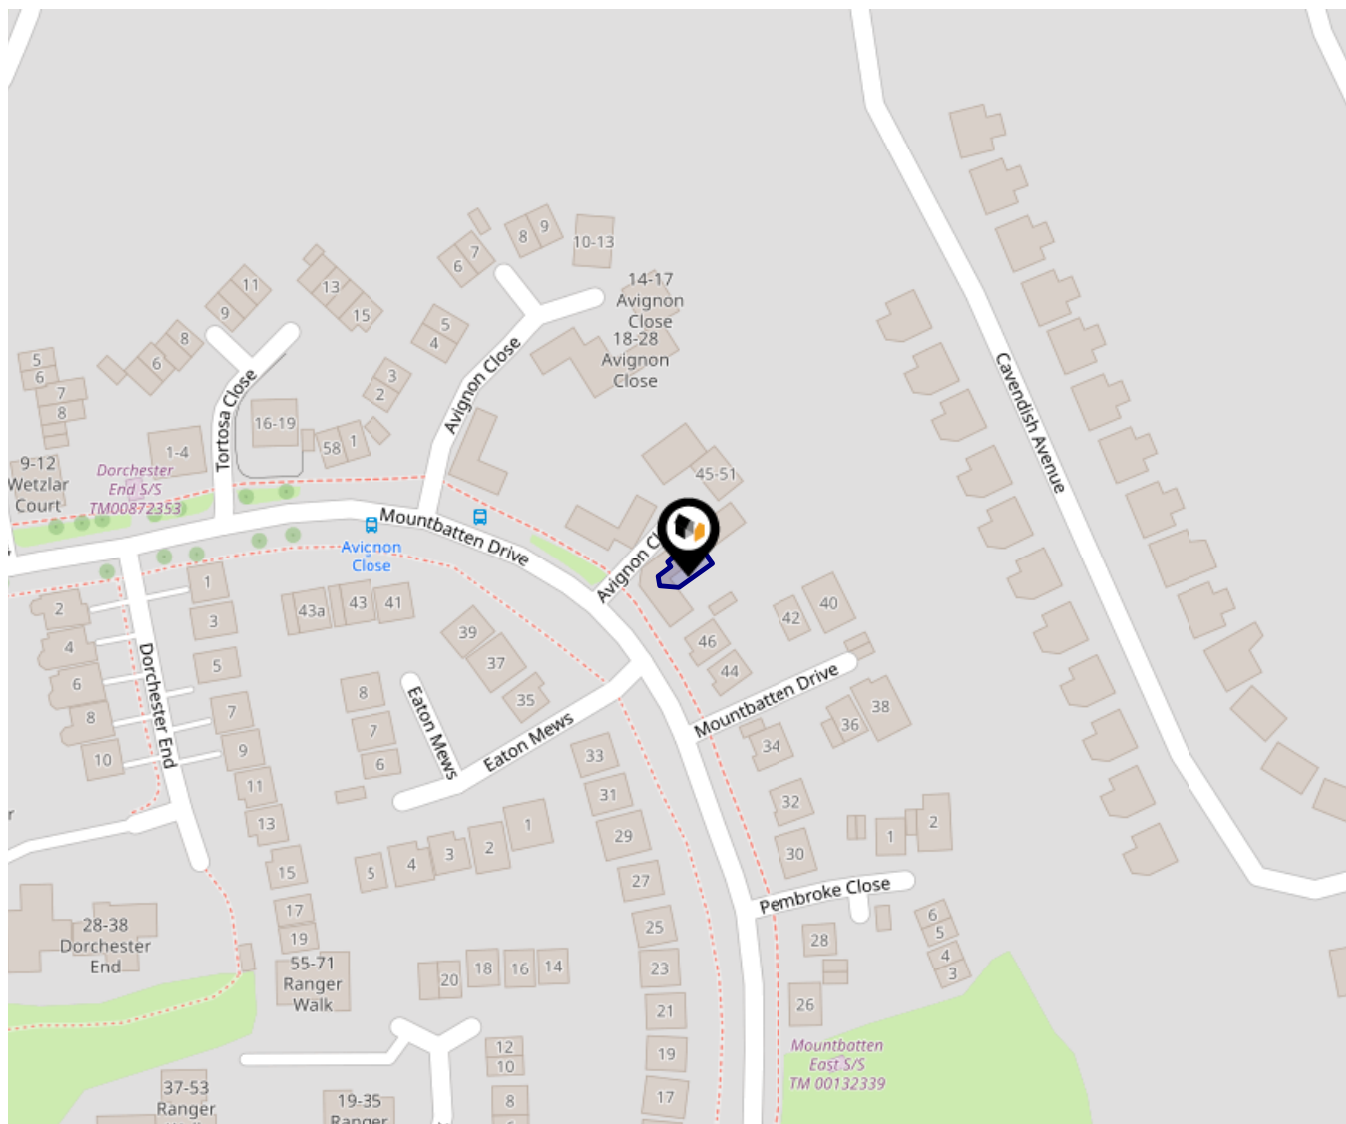 8
9
7
6
10-13
11
9
13
15
14-17
Avignon
Close
5
4
18-28
Avignon
Close
8
6
5
6
7
8
3
2
Avignon Close
Tortosa Close
Cavendish Avenue
16-19
58
1
1-4
9-12
Wetzlar
Court
Dorchester
End S/S
TM00872353
45-51
Mountbatten Drive
Avignon
Close
Avignon
1
3
5
7
9
11
13
15
17
19
2
4
6
8
10
Dorchester End
43a
43
41
39
37
35
8
7
6
Eaton Mews
Eaton Mews
42
40
46
44
Mountbatten Drive
38
36
34
32
30
33
31
29
27
25
23
21
19
17
1
2
3
4
5
1
2
Pembroke Close
28
26
6
5
4
3
28-38
Dorchester
End
55-71
Ranger
Walk
20
18
16
14
12
10
8
Mountbatten
East S/S
TM 00132339
37-53
Ranger
19-35
Ranger